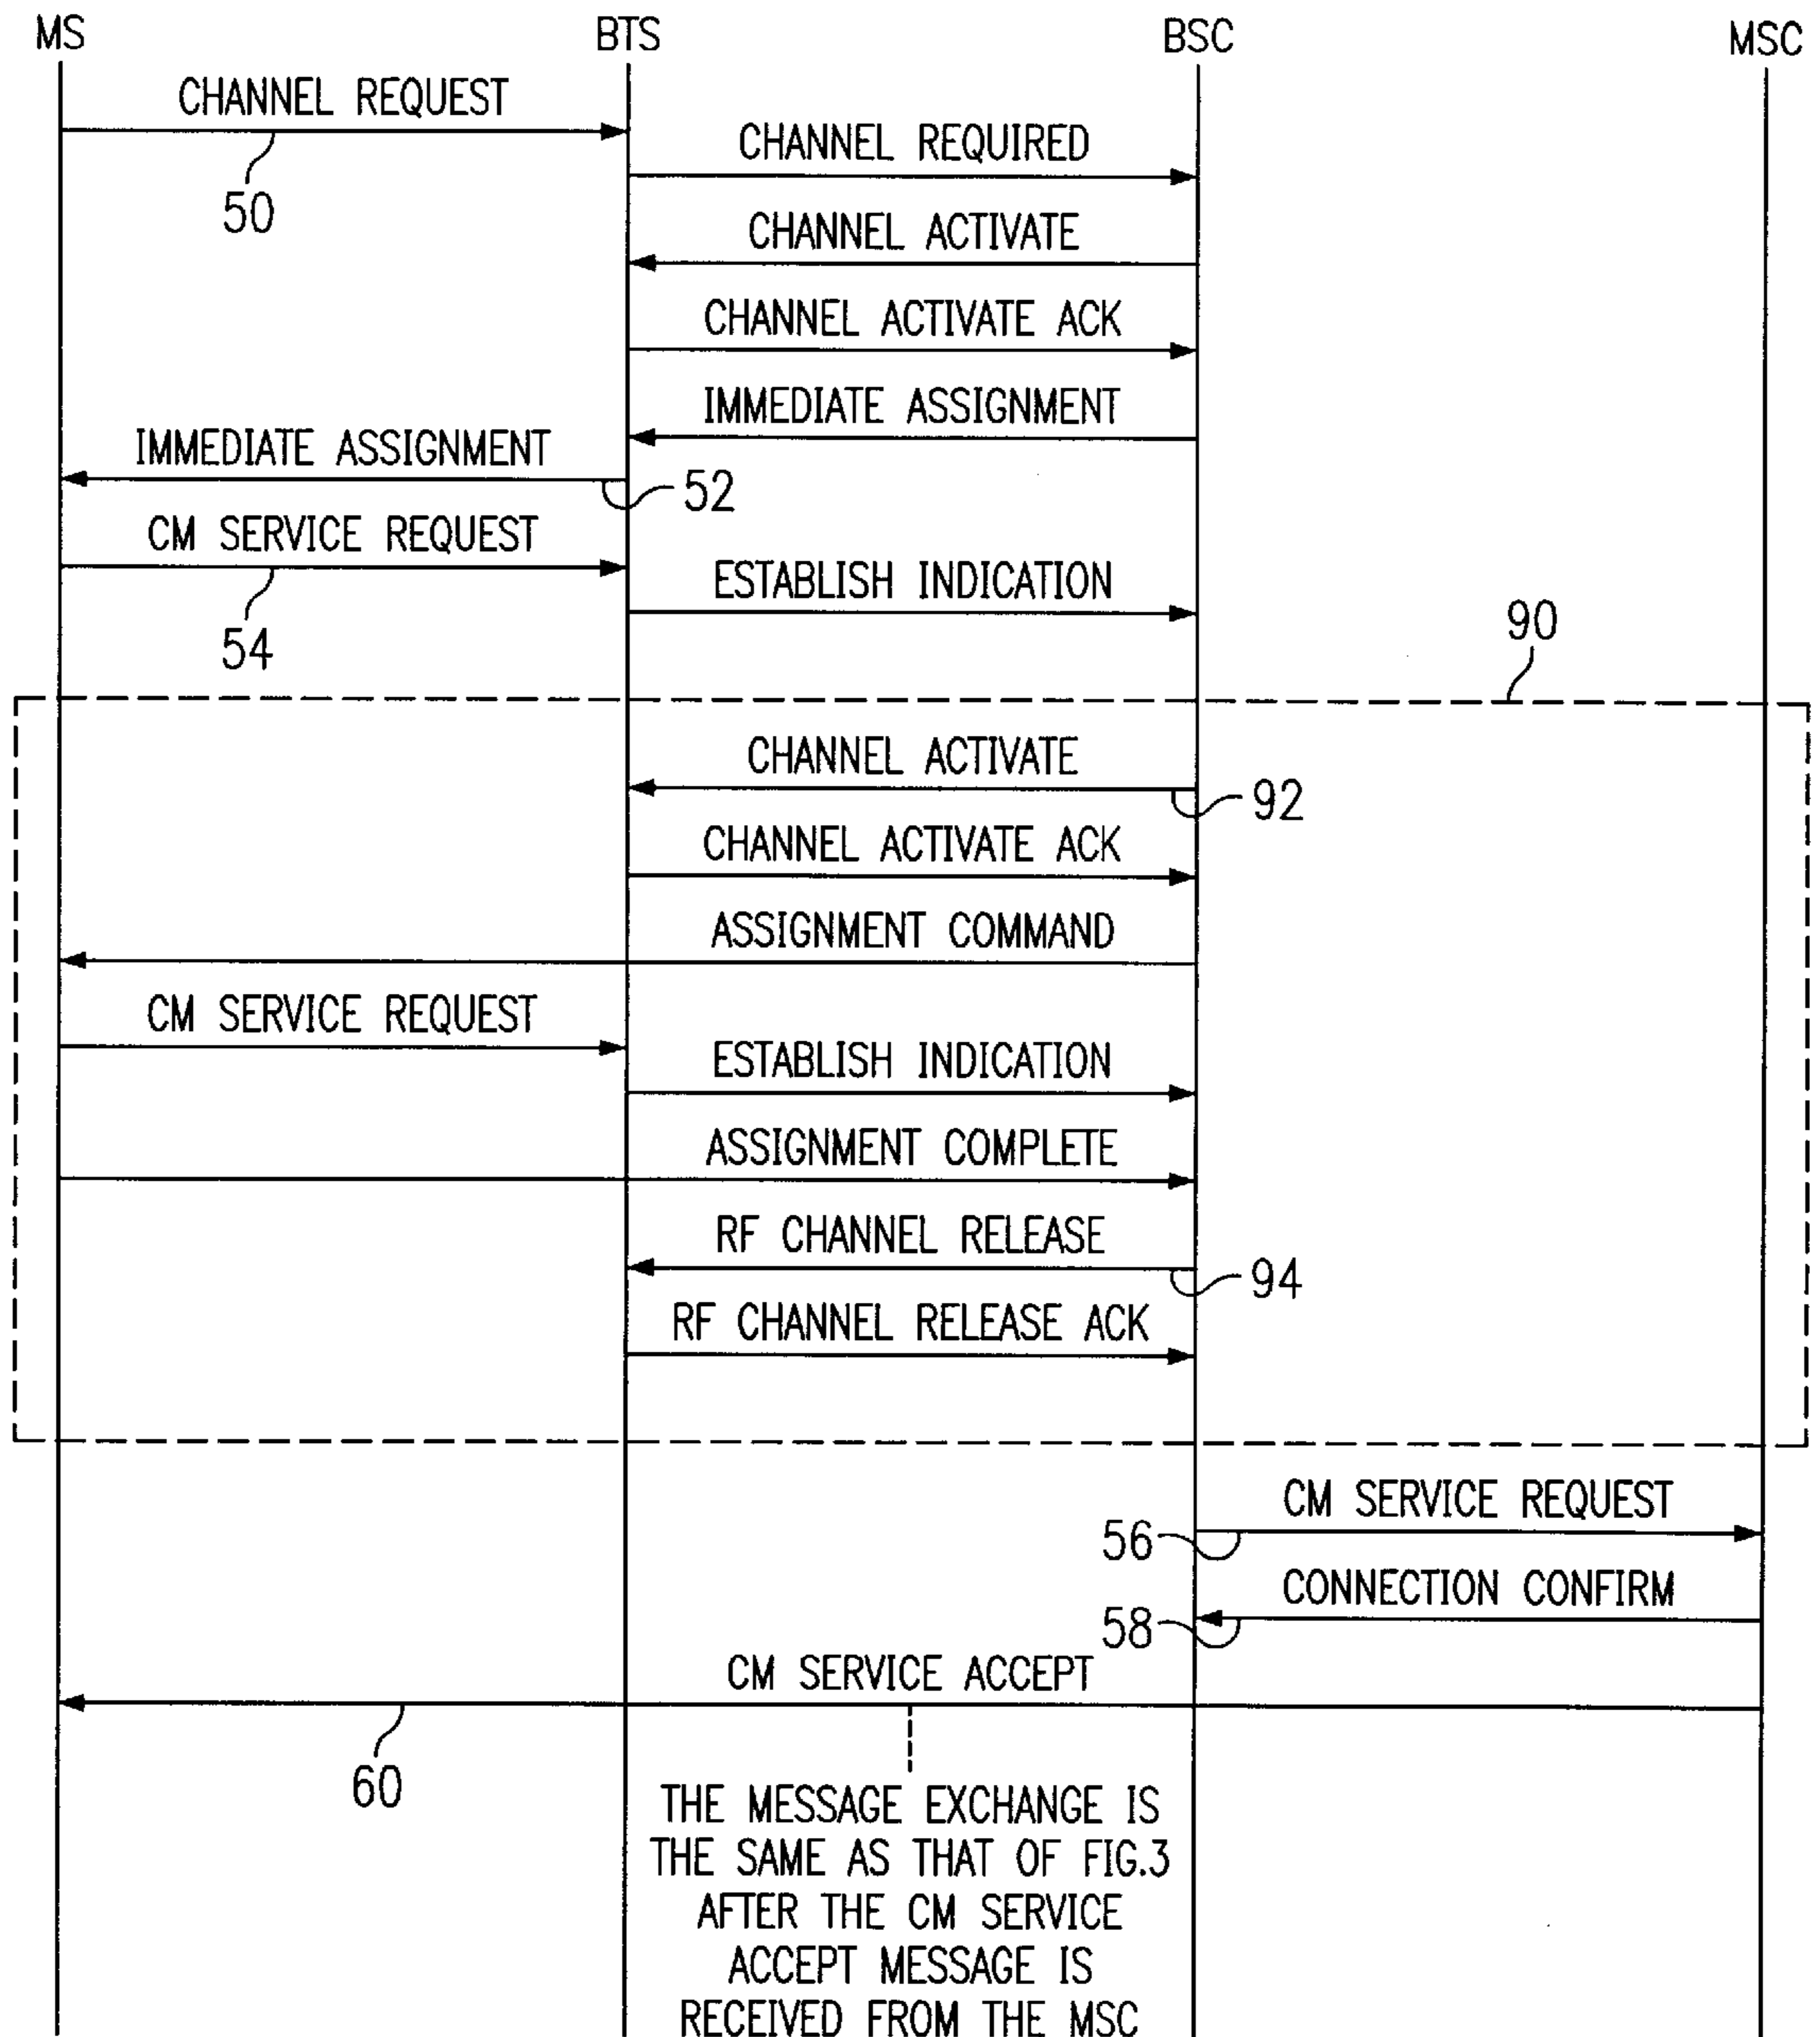 MS BTS BSC MSC
CHANNEL REQUEST
50
CHANNEL REQUIRED
CHANNEL ACTIVATE
CHANNEL ACTIVATE ACK
IMMEDIATE ASSIGNMENT
IMMEDIATE ASSIGNMENT
52
CM SERVICE REQUEST
54
ESTABLISH INDICATION
90
CHANNEL ACTIVATE
92
CHANNEL ACTIVATE ACK
ASSIGNMENT COMMAND
CM SERVICE REQUEST
ESTABLISH INDICATION
ASSIGNMENT COMPLETE
RF CHANNEL RELEASE
94
RF CHANNEL RELEASE ACK
CM SERVICE REQUEST
56
CONNECTION CONFIRM
58
CM SERVICE ACCEPT
60
THE MESSAGE EXCHANGE IS
THE SAME AS THAT OF FIG.3
AFTER THE CM SERVICE
ACCEPT MESSAGE IS
RECEIVED FROM THE MSC